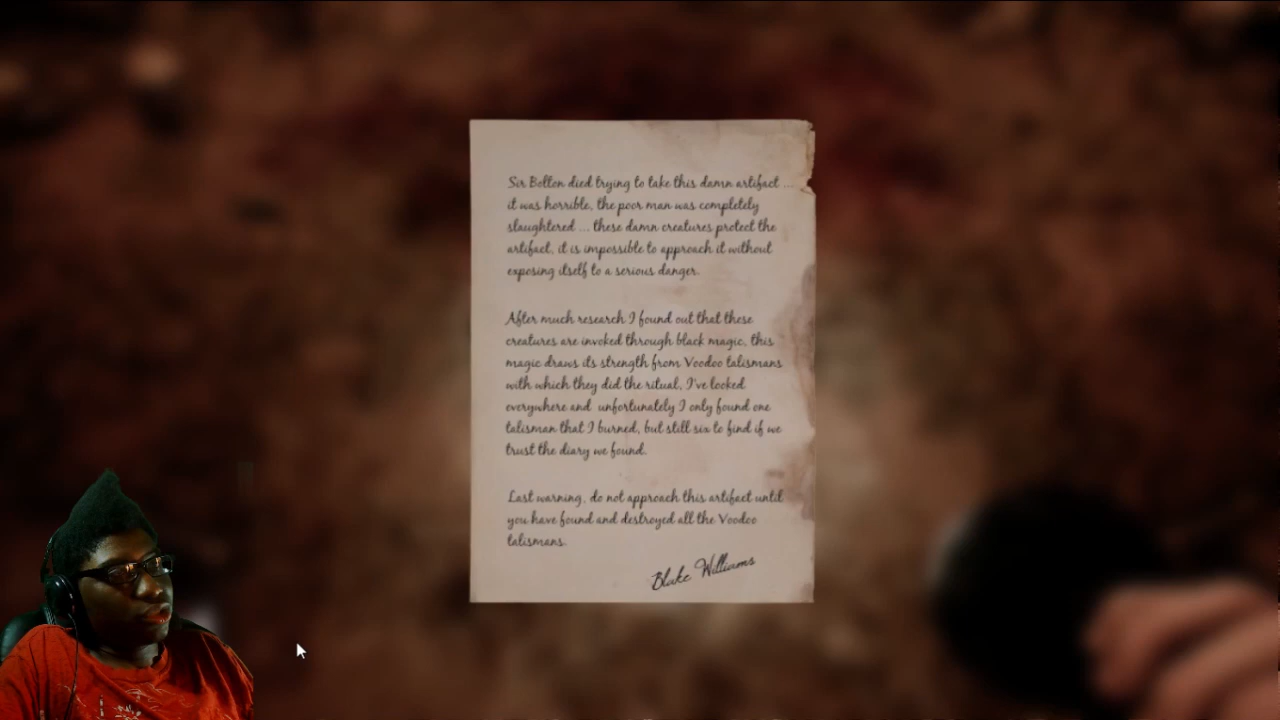 Sir Bolton died trying to take this damn artifact ...
it was horrible, the poor man was completely
slaughtered ... these damn creatures protect the
artifact, it is impossible to approach it without
exposing itself to a serious danger.
After much research I found out that these
creatures are invoked through black magic, this
magic draws its strength from Voodoo talismans
with which they did the ritual, I've looked
everywhere and unfortunately I only found one
talisman that I burned, but still six to find if we
trust the diary we found.
Last warning, do not approach this artifact until
you have found and destroyed all the Voodoo
talismans.
Blake Williams